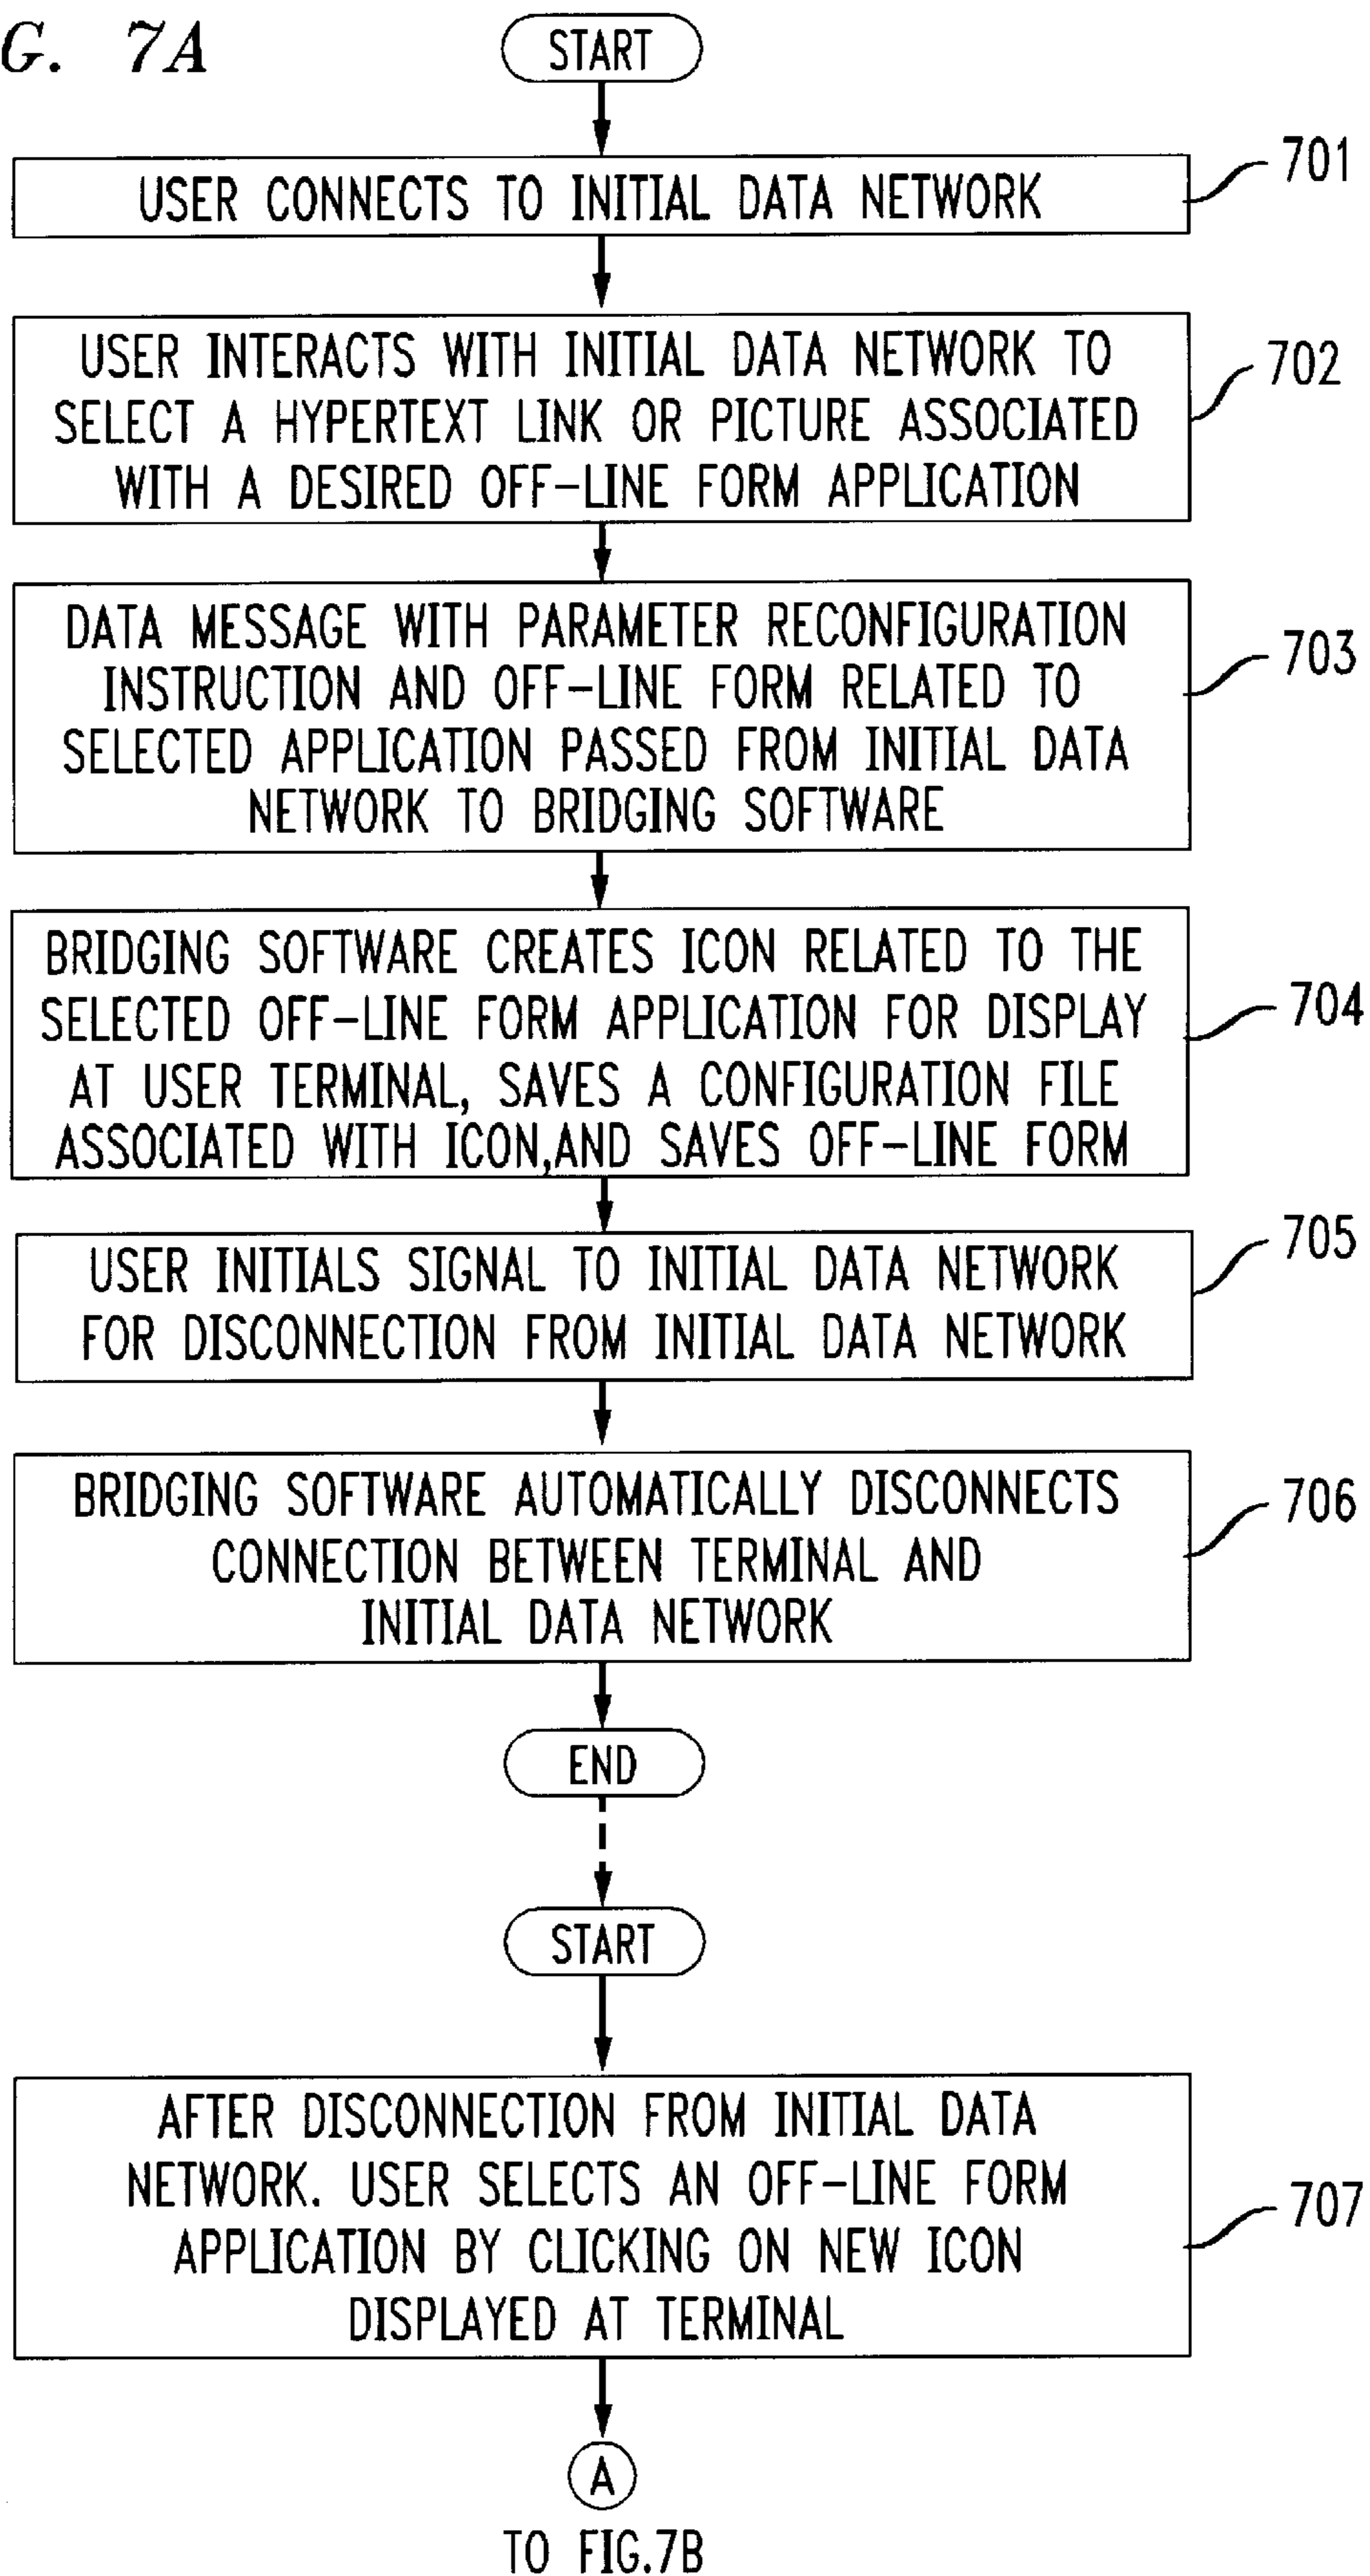 G. 7A
START
USER CONNECTS TO INITIAL DATA NETWORK
701
USER INTERACTS WITH INITIAL DATA NETWORK TO
SELECT A HYPERTEXT LINK OR PICTURE ASSOCIATED
WITH A DESIRED OFF-LINE FORM APPLICATION
702
DATA MESSAGE WITH PARAMETER RECONFIGURATION
INSTRUCTION AND OFF-LINE FORM RELATED TO
SELECTED APPLICATION PASSED FROM INITIAL DATA
NETWORK TO BRIDGING SOFTWARE
703
BRIDGING SOFTWARE CREATES ICON RELATED TO THE
SELECTED OFF-LINE FORM APPLICATION FOR DISPLAY
AT USER TERMINAL, SAVES A CONFIGURATION FILE
ASSOCIATED WITH ICON,AND SAVES OFF-LINE FORM
704
USER INITIALS SIGNAL TO INITIAL DATA NETWORK
FOR DISCONNECTION FROM INITIAL DATA NETWORK
705
BRIDGING SOFTWARE AUTOMATICALLY DISCONNECTS
CONNECTION BETWEEN TERMINAL AND
INITIAL DATA NETWORK
706
END
START
AFTER DISCONNECTION FROM INITIAL DATA
NETWORK. USER SELECTS AN OFF-LINE FORM
APPLICATION BY CLICKING ON NEW ICON
DISPLAYED AT TERMINAL
707
A
TO FIG.7B